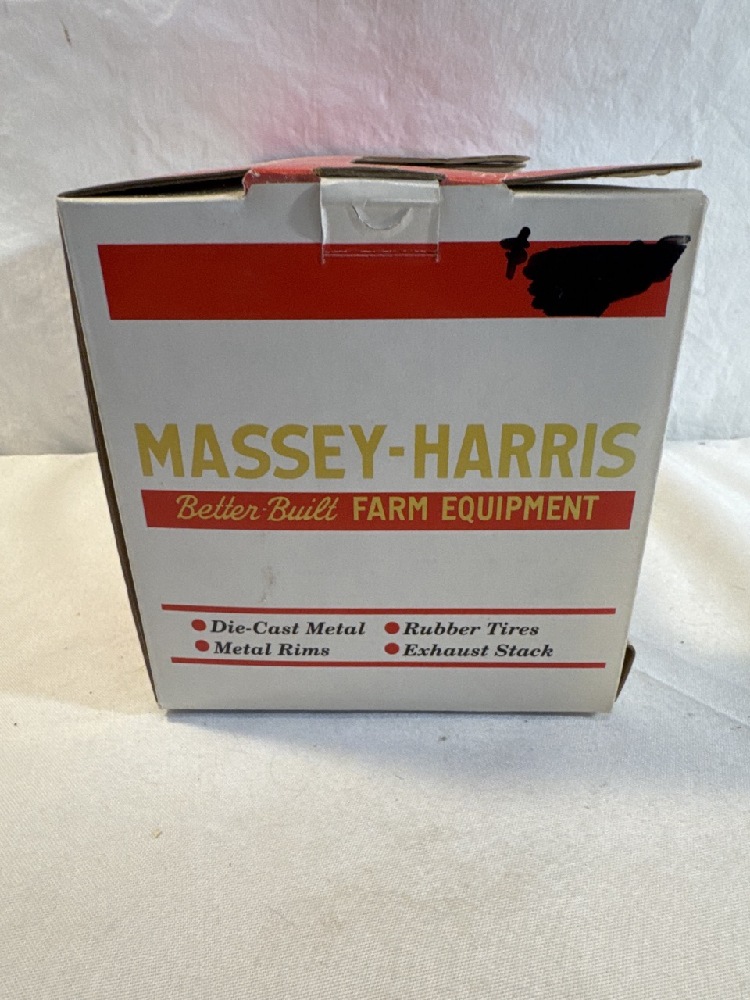 $
MASSEY-HARRIS
Better-Built FARM EQUIPMENT
● Die-Cast Metal ● Rubber Tires
● Metal Rims ● Exhaust Stack